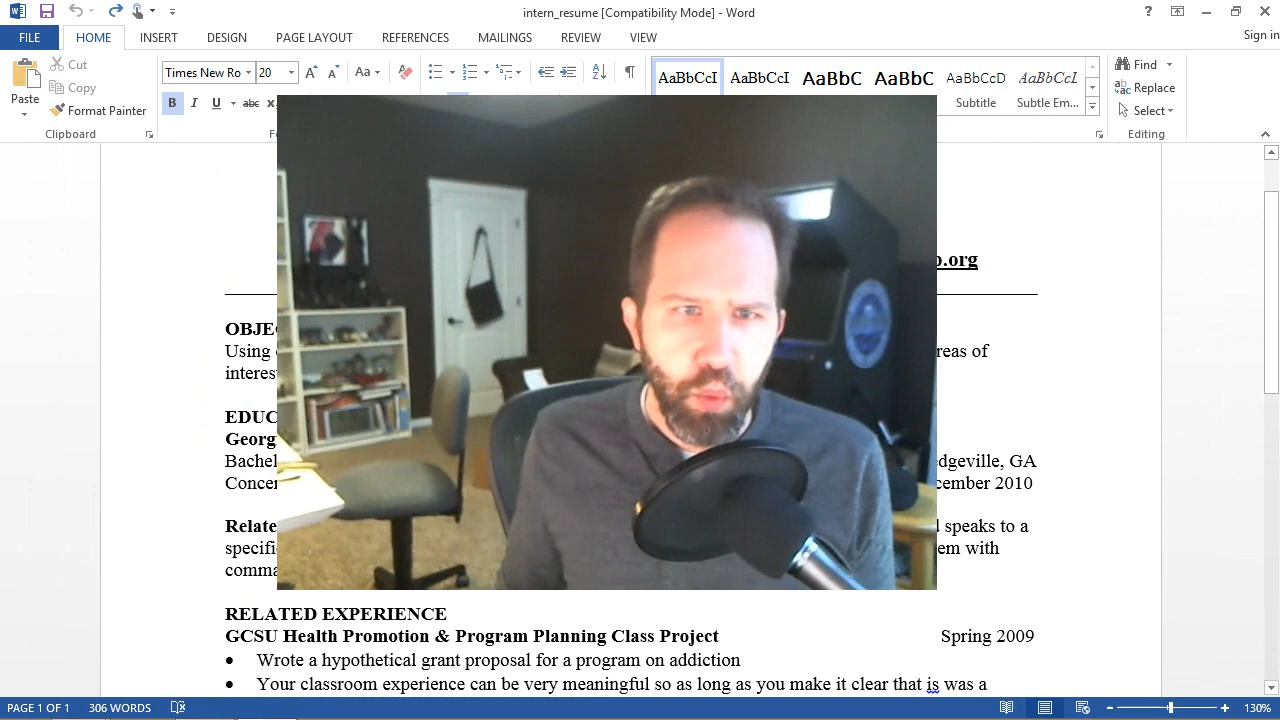 intern_resume [Compatibility Mode] - Word
FILE
HOME
INSERT
DESIGN
PAGE LAYOUT
REFERENCES
MAILINGS
REVIEW
VIEW
Sign in
Paste
Cut
Copy
Format Painter
Clipboard
Times New Ro
20
Aa
B I U abc
AaBbCcI AaBbCcI AaBbC AaBbC AaBbCcD AaBbCcL
Subtitle
Subtle Em...
Find
Replace
Select
Editing
.org
OBJE
Using
reas of
interes
EDUC
Georg
Bachel
dgeville, GA
Concer
cember 2010
Relate
speaks to a
specifi
em with
comma
RELATED EXPERIENCE
GCSU Health Promotion & Program Planning Class Project Spring 2009
• Wrote a hypothetical grant proposal for a program on addiction
• Your classroom experience can be very meaningful so as long as you make it clear that is was a
PAGE 1 OF 1
306 WORDS
130%